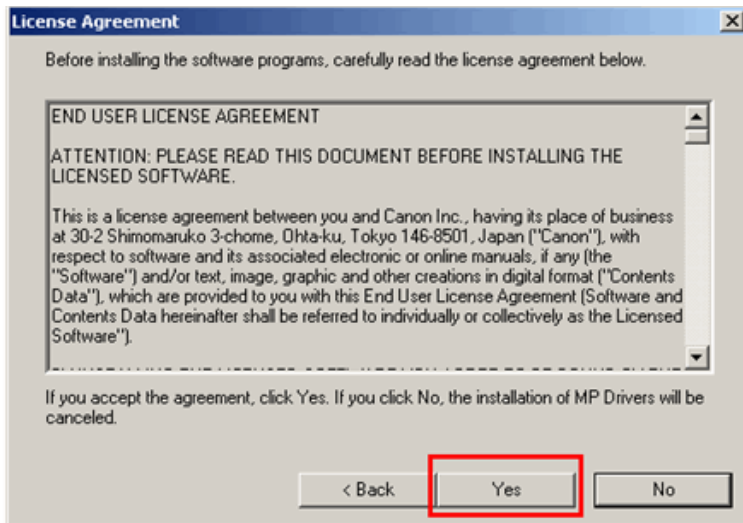 License Agreement
Before installing the software programs, carefully read the license agreement below.
END USER LICENSE AGREEMENT
ATTENTION: PLEASE READ THIS DOCUMENT BEFORE INSTALLING THE
LICENSED SOFTWARE.
This is a license agreement between you and Canon Inc., having its place of business
at 30-2 Shimomaruko 3-chome, Ohta-ku, Tokyo 146-8501, Japan ("Canon"), with
respect to software and its associated electronic or online manuals, if any (the
"Software") and/or text, image, graphic and other creations in digital format ("Contents
Data"), which are provided to you with this End User License Agreement (Software and
Contents Data hereinafter shall be referred to individually or collectively as the Licensed
Software").
If you accept the agreement, click Yes. If you click No, the installation of MP Drivers will be
canceled.
< Back
Yes
No